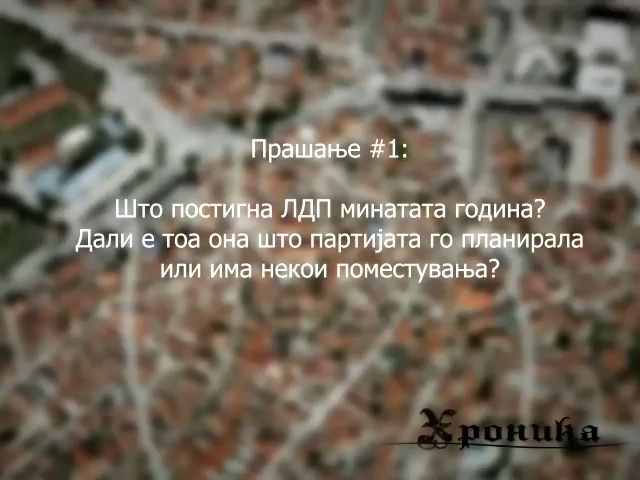 Прашање #1:
Што постигна ЛДП минатата година?
Дали е тоа она што партијата го планирала
или има некои поместувања?
Хроника